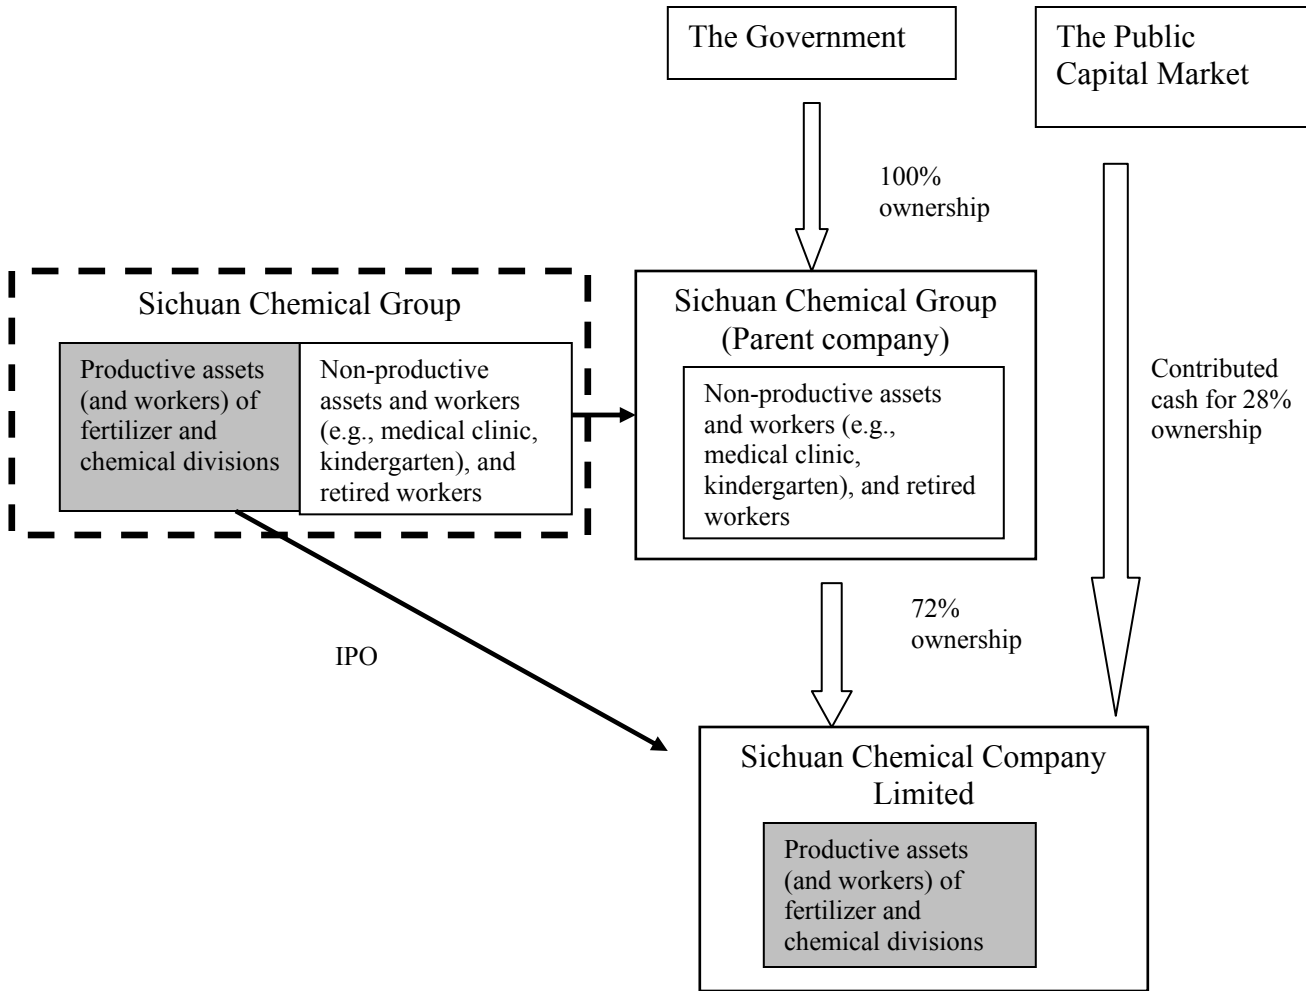 The Government
The Public
Capital Market
100%
ownership
Sichuan Chemical Group
Productive assets
(and workers) of
fertilizer and
chemical divisions
Non-productive
assets and workers
(e.g., medical clinic,
kindergarten), and
retired workers
Sichuan Chemical Group
(Parent company)
Non-productive assets
and workers (e.g.,
medical clinic,
kindergarten), and retired
workers
Contributed
cash for 28%
ownership
72%
ownership
IPO
Sichuan Chemical Company
Limited
Productive assets
(and workers) of
fertilizer and
chemical divisions